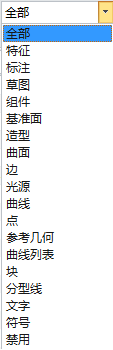 全部
全部
特征
标注
草图
组件
基准面
造型
曲面
边
光源
曲线
点
参考几何
曲线列表
块
分型线
文字
符号
禁用